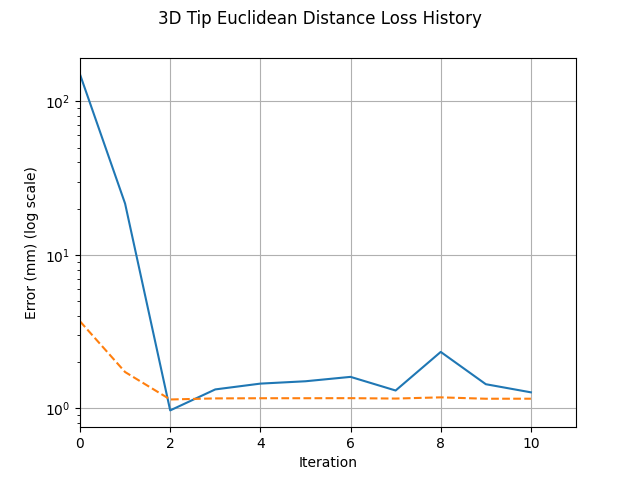 3D Tip Euclidean Distance Loss History
Error (mm) (log scale)
10²
10¹
10⁰
0 2 4 6 8 10
Iteration